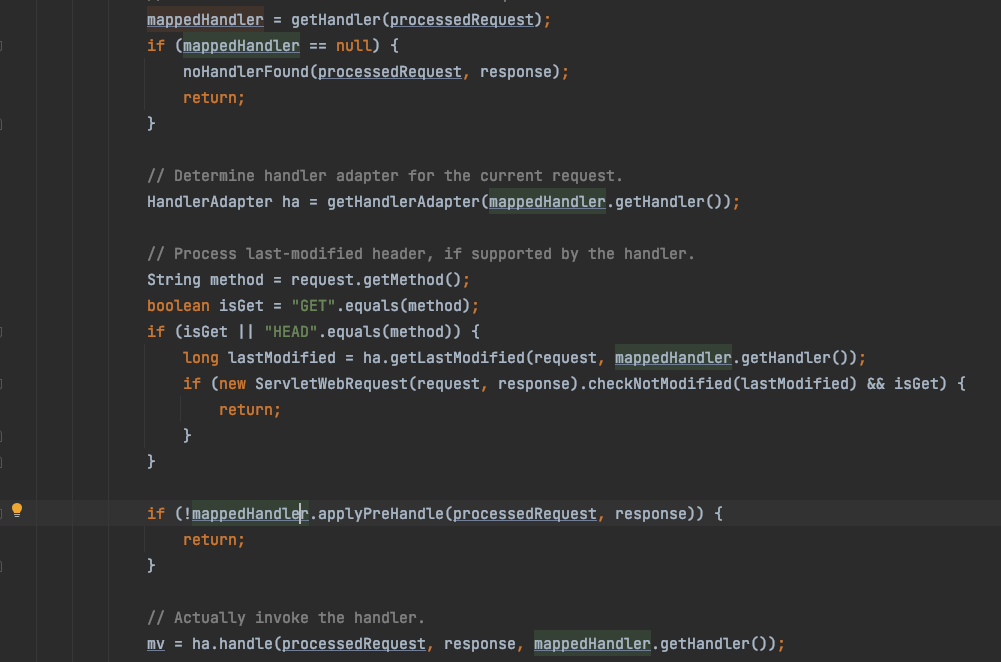 mappedHandler = getHandler(processedRequest);
if (mappedHandler == null) {
noHandlerFound(processedRequest, response);
return;
}
// Determine handler adapter for the current request.
HandlerAdapter ha = getHandlerAdapter(mappedHandler.getHandler());
// Process last-modified header, if supported by the handler.
String method = request.getMethod();
boolean isGet = "GET".equals(method);
if (isGet || "HEAD".equals(method)) {
long lastModified = ha.getLastModified(request, mappedHandler.getHandler());
if (new ServletWebRequest(request, response).checkNotModified(lastModified) && isGet) {
return;
}
}
if (!mappedHandler.applyPreHandle(processedRequest, response)) {
return;
}
// Actually invoke the handler.
mv = ha.handle(processedRequest, response, mappedHandler.getHandler());